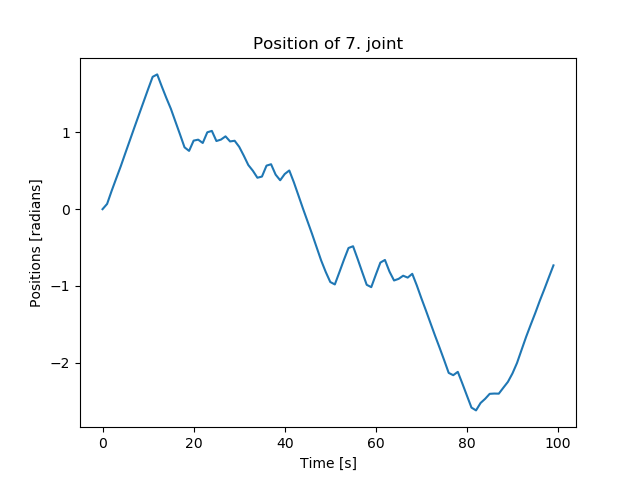 Position of 7. joint
Positions [radians]
1
0
−1
−2
0 20 40 60 80 100
Time [s]